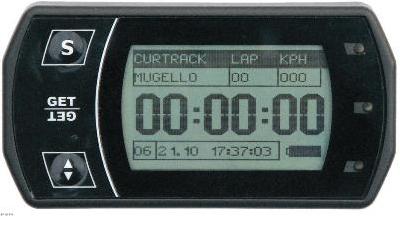 S
CURTRACK LAP KPH
MUGELLO 00 000
GET
GET
00:00:00
06 21.10 17:37:03